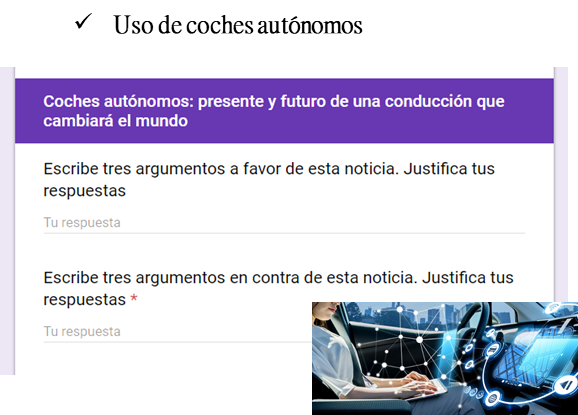 ✓ Uso de coches autónomos
Coches autónomos: presente y futuro de una conducción que
cambiará el mundo
Escribe tres argumentos a favor de esta noticia. Justifica tus
respuestas
Tu respuesta
Escribe tres argumentos en contra de esta noticia. Justifica tus
respuestas *
Tu respuesta